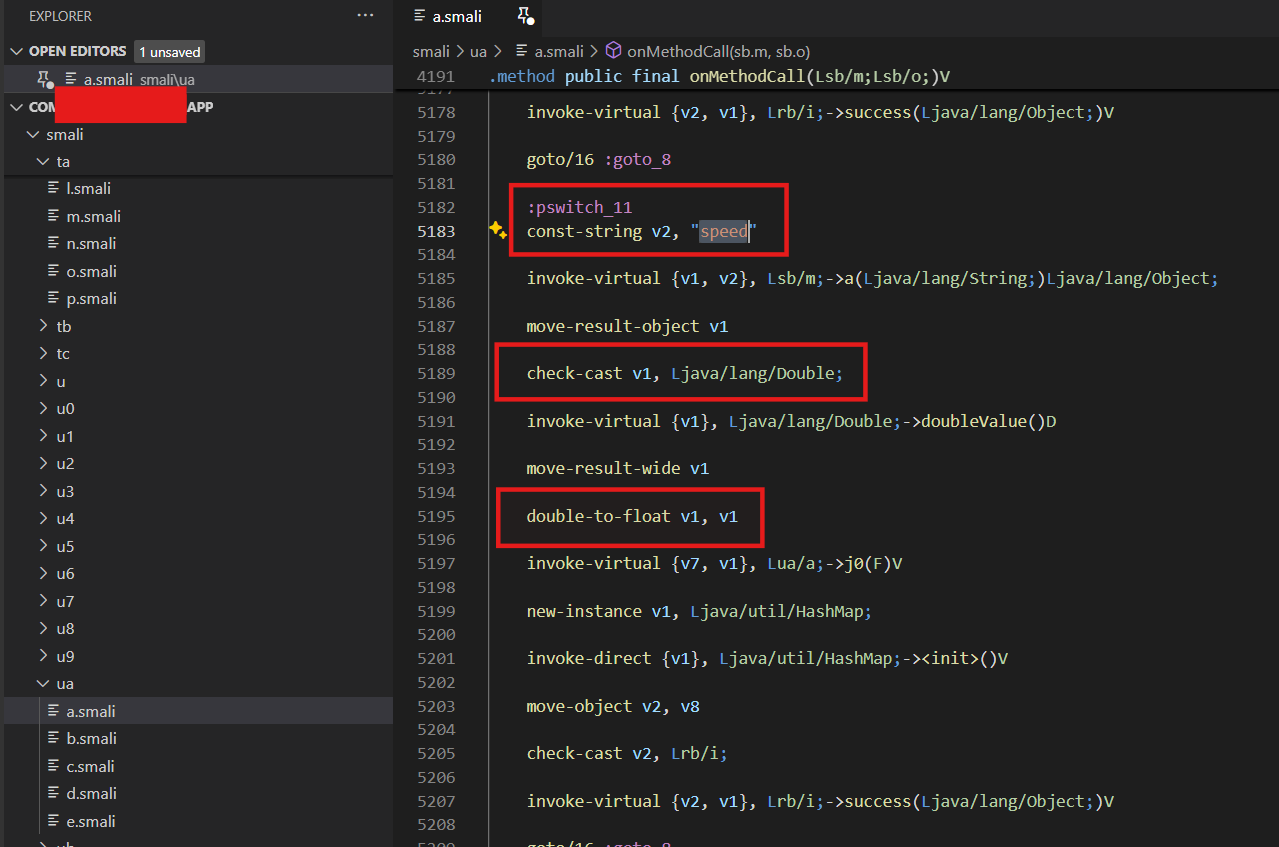 EXPLORER ···
OPEN EDITORS 1 unsaved
a.smali smali\ua
APP
smali
ta
l.smali
m.smali
n.smali
o.smali
p.smali
tb
tc
u
u0
u1
u2
u3
u4
u5
u6
u7
u8
u9
ua
a.smali
b.smali
c.smali
d.smali
e.smali
a.smali
smali > ua > a.smali > onMethodCall(sb.m, sb.o)
4191 .method public final onMethodCall(Lsb/m;Lsb/o;)V
5177
5178 invoke-virtual {v2, v1}, Lrb/i;->success(Ljava/lang/Object;)V
5179
5180 goto/16 :goto_8
5181
5182 :pswitch_11
5183 const-string v2, "speed"
5184
5185 invoke-virtual {v1, v2}, Lsb/m;->a(Ljava/lang/String;)Ljava/lang/Object;
5186
5187 move-result-object v1
5188
5189 check-cast v1, Ljava/lang/Double;
5190
5191 invoke-virtual {v1}, Ljava/lang/Double;->doubleValue()D
5192
5193 move-result-wide v1
5194
5195 double-to-float v1, v1
5196
5197 invoke-virtual {v7, v1}, Lua/a;->j0(F)V
5198
5199 new-instance v1, Ljava/util/HashMap;
5200
5201 invoke-direct {v1}, Ljava/util/HashMap;-><init>()V
5202
5203 move-object v2, v8
5204
5205 check-cast v2, Lrb/i;
5206
5207 invoke-virtual {v2, v1}, Lrb/i;->success(Ljava/lang/Object;)V
5208
5209 goto/16 :goto_8